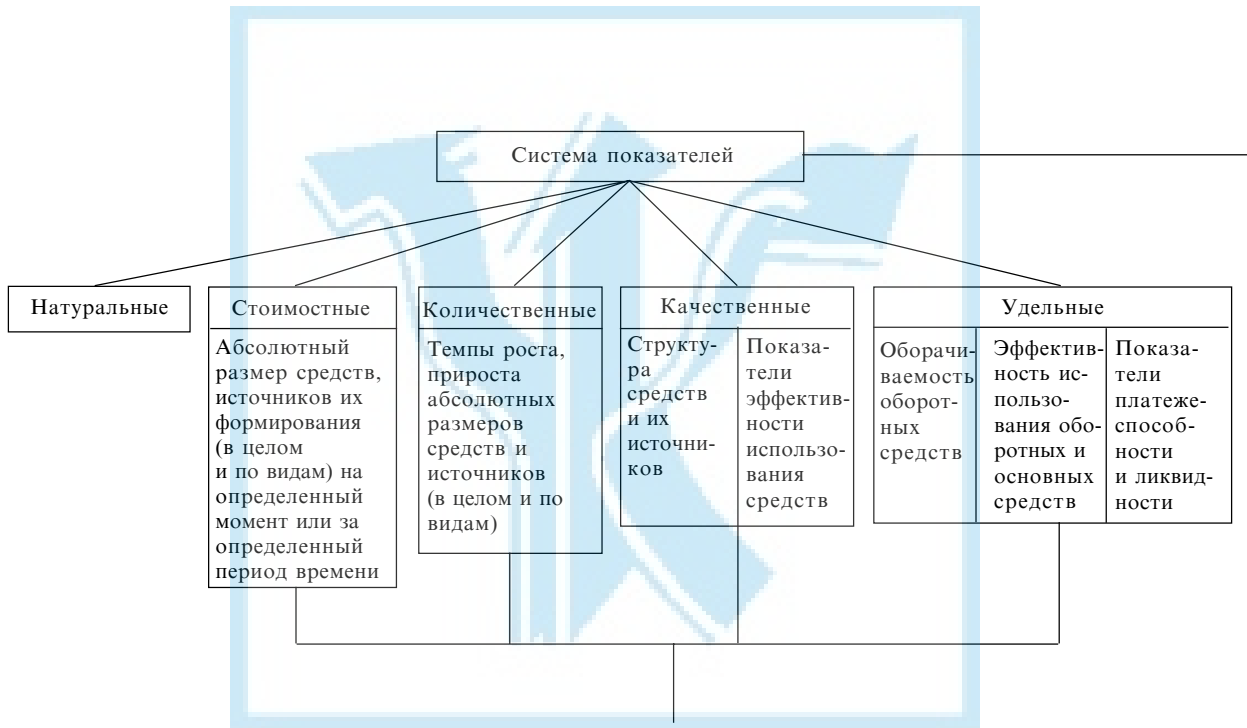 Система показателей
Натуральные
Стоимостные
Абсолютный
размер средств,
источников их
формирования
(в целом
и по видам) на
определенный
момент или за
определенный
период времени
Количественные
Темпы роста,
прироста
абсолютных
размеров
средств и
источников
(в целом и по
видам)
Качественные
Структу-
ра
средств
и их
источни-
ков
Показа-
тели
эффектив-
ности
использо-
вания
средств
Удельные
Оборачи-
ваемость
оборот-
ных
средств
Эффектив-
ность ис-
пользо-
вания обо-
ротных и
основных
средств
Показа-
тели
платеже-
способ-
ности
и ликвид-
ности